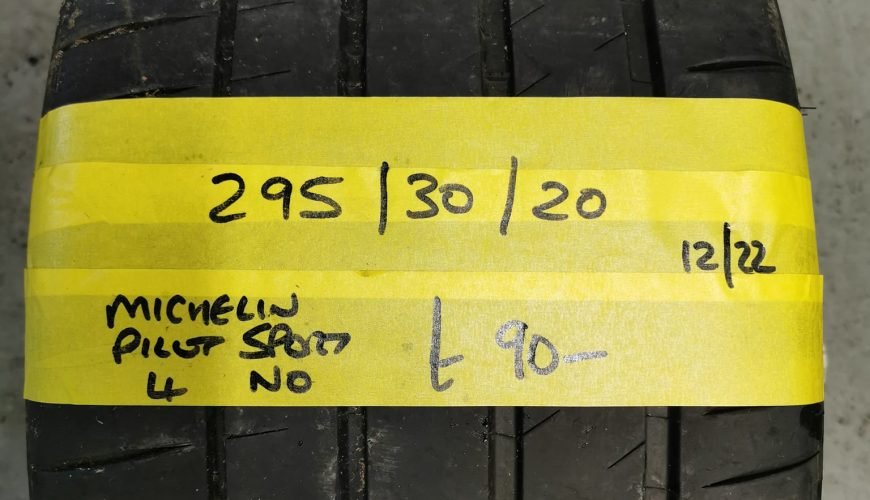 295/30/20
12/22
MICHELIN
PILOT SPORT
4 NO
£ 90-